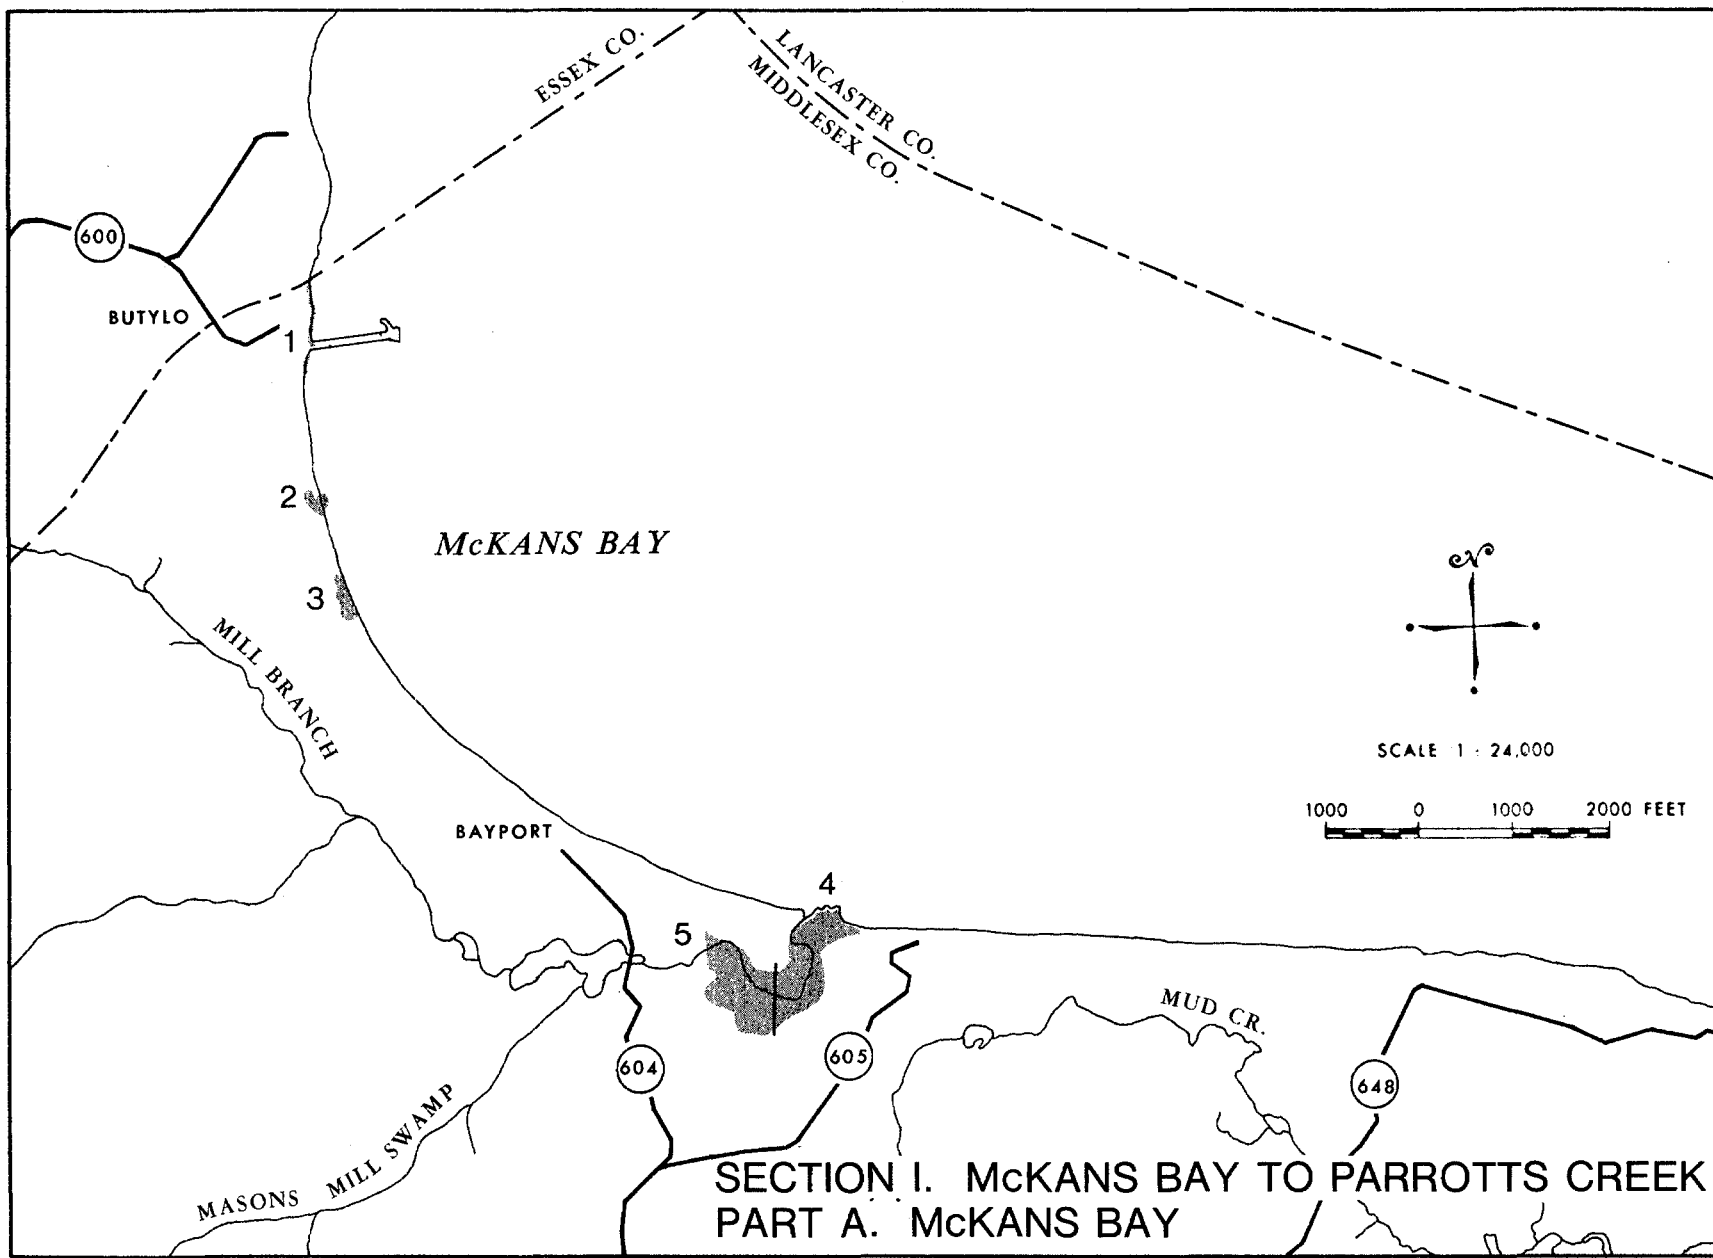 ESSEX CO.
LANCASTER CO.
MIDDLESEX CO.
600
BUTYLO
1
2
McKANS BAY
3
N
MILL BRANCH
SCALE 1 : 24,000
1000 0 1000 2000 FEET
BAYPORT
4
5
MUD CR.
604
605
648
MASONS MILL SWAMP
SECTION I. McKANS BAY TO PARROTTS CREEK
PART A. McKANS BAY